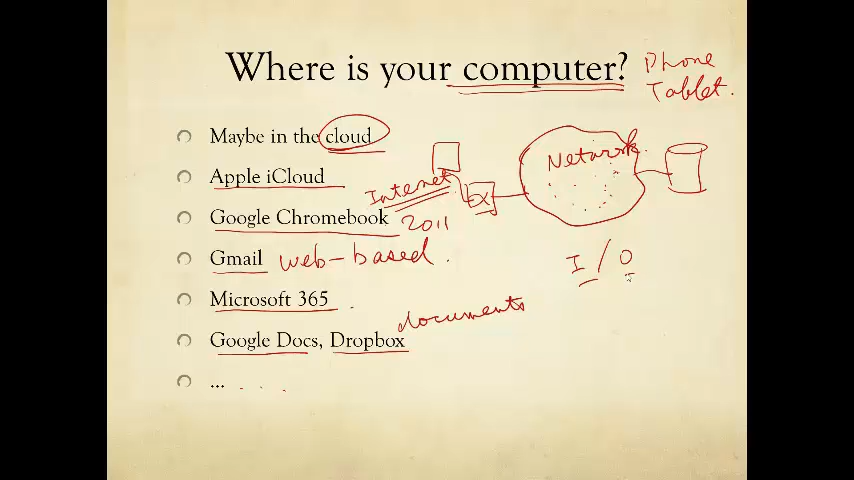 Where is your computer? Phone
Tablet.
Maybe in the cloud
Network
Apple iCloud
Internet
Google Chromebook 2011
Gmail web-based.
I/O
Microsoft 365
documents
Google Docs, Dropbox
... ...